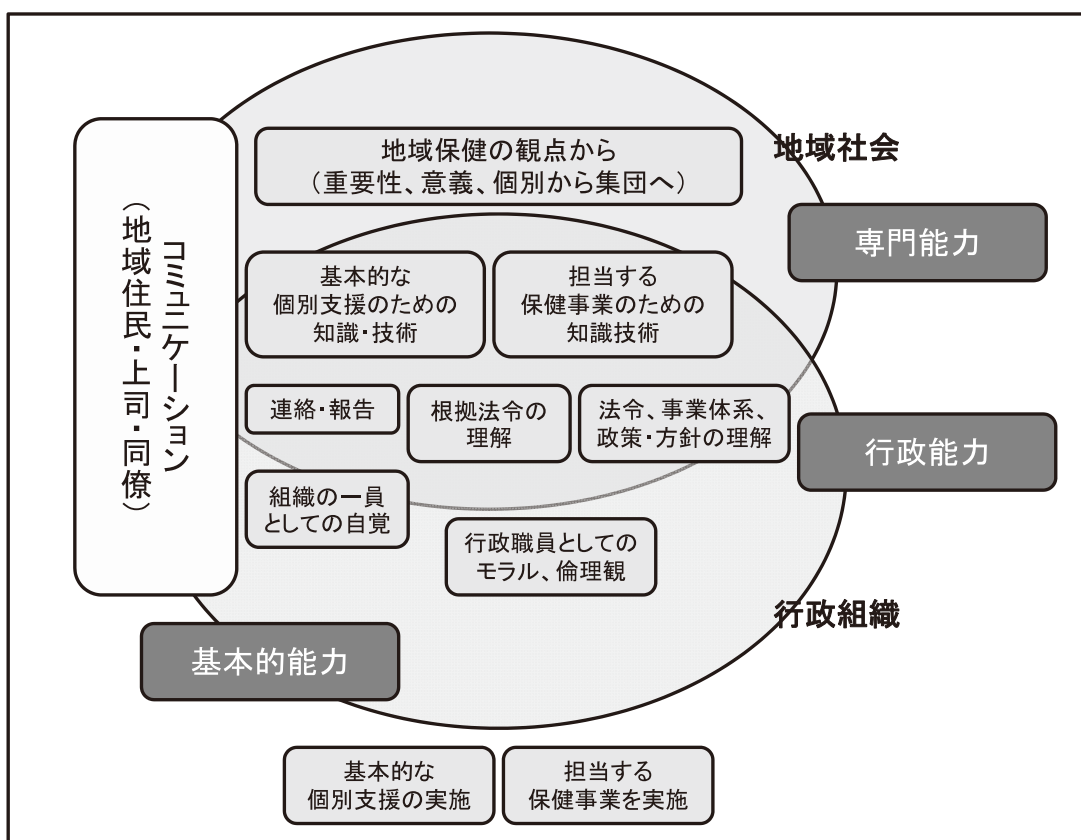 地域保健の観点から
（重要性、意義、個別から集団へ）
地域社会
専門能力
コミュニケーション
（地域住民・上司・同僚）
基本的な
個別支援のための
知識・技術
担当する
保健事業のための
知識技術
連絡・報告
根拠法令の
理解
法令、事業体系、
政策・方針の理解
行政能力
組織の一員
としての自覚
行政職員としての
モラル、倫理観
行政組織
基本的能力
基本的な
個別支援の実施
担当する
保健事業を実施